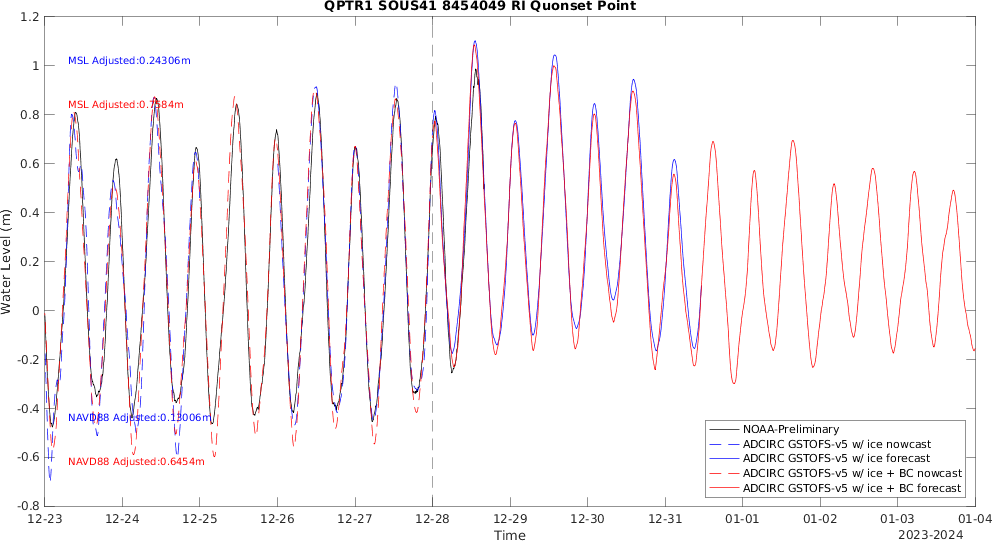 QPTR1 SOUS41 8454049 RI Quonset Point
1.2
1
0.8
0.6
0.4
0.2
0
-0.2
-0.4
-0.6
-0.8
Water Level (m)
MSL Adjusted:0.24306m
MSL Adjusted:0.7584m
NAVD88 Adjusted:0.13006m
NAVD88 Adjusted:0.6454m
NOAA-Preliminary
ADCIRC GSTOFS-v5 w/ ice nowcast
ADCIRC GSTOFS-v5 w/ ice forecast
ADCIRC GSTOFS-v5 w/ ice + BC nowcast
ADCIRC GSTOFS-v5 w/ ice + BC forecast
12-23 12-24 12-25 12-26 12-27 12-28 12-29 12-30 12-31 01-01 01-02 01-03 01-04
Time
2023-2024